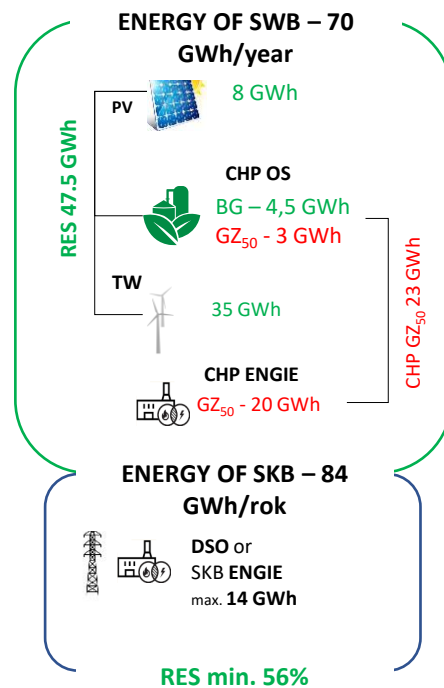 ENERGY OF SWB – 70
GWh/year
PV
8 GWh
RES 47.5 GWh
CHP OS
BG – 4,5 GWh
GZ₅₀ - 3 GWh
TW
35 GWh
CHP GZ₅₀ 23 GWh
CHP ENGIE
GZ₅₀ - 20 GWh
ENERGY OF SKB – 84
GWh/rok
DSO or
SKB ENGIE
max. 14 GWh
RES min. 56%